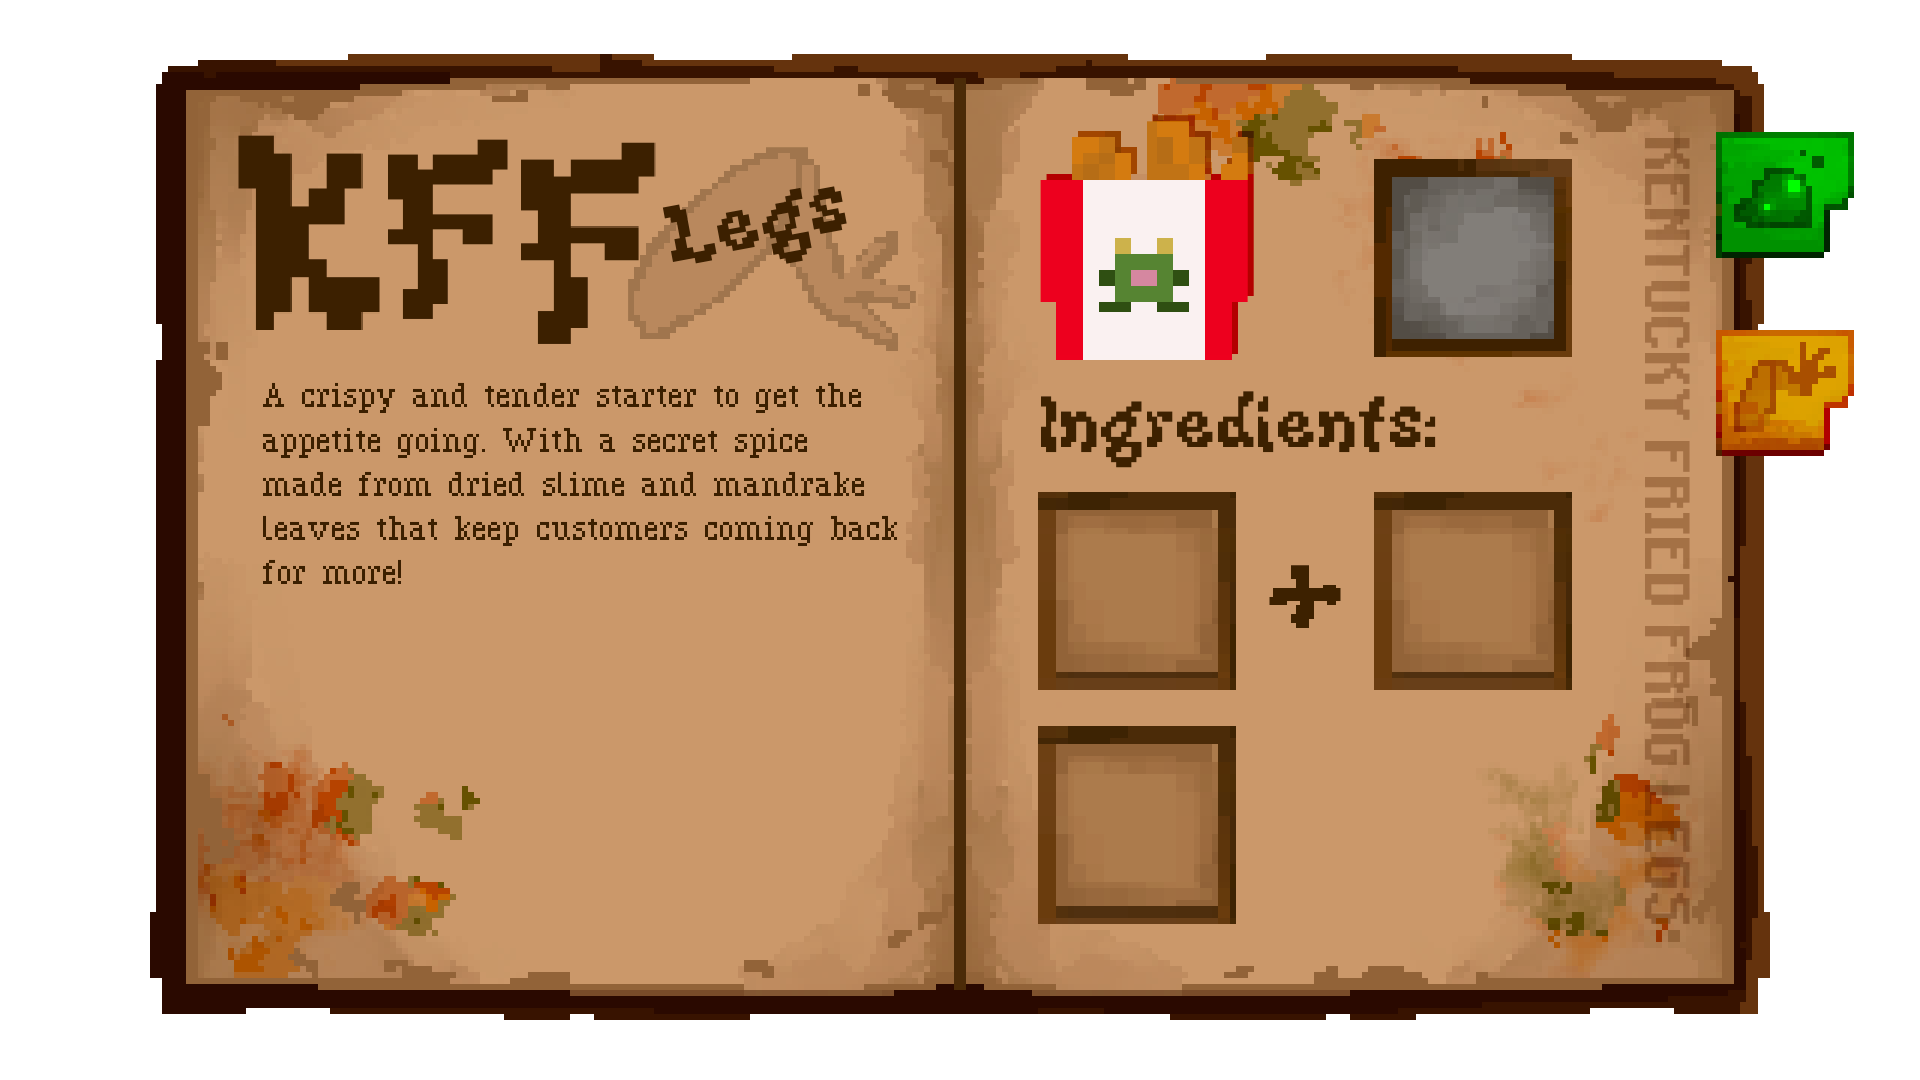 KFF
Legs
A crispy and tender starter to get the
appetite going. With a secret spice
made from dried slime and mandrake
leaves that keep customers coming back
for more!
Ingredients:
+
KENTUCKY FRIED FROG LEGS